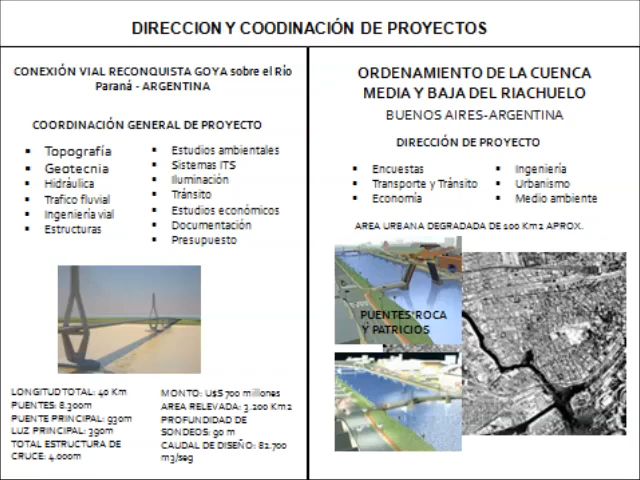 DIRECCION Y COODINACIÓN DE PROYECTOS
CONEXIÓN VIAL RECONQUISTA GOYA sobre el Río
Paraná - ARGENTINA
COORDINACIÓN GENERAL DE PROYECTO
Topografía
Geotecnia
Hidráulica
Trafico fluvial
Ingeniería vial
Estructuras
Estudios ambientales
Sistemas ITS
Iluminación
Tránsito
Estudios económicos
Documentación
Presupuesto
LONGITUD TOTAL: 40 Km
PUENTES: 8.300m
PUENTE PRINCIPAL: 930m
LUZ PRINCIPAL: 390m
TOTAL ESTRUCTURA DE
CRUCE: 4.000m
MONTO: U$S 700 millones
AREA RELEVADA: 3.200 Km2
PROFUNDIDAD DE
SONDEOS: 90 m
CAUDAL DE DISEÑO: 82.700
m3/seg
ORDENAMIENTO DE LA CUENCA
MEDIA Y BAJA DEL RIACHUELO
BUENOS AIRES-ARGENTINA
DIRECCIÓN DE PROYECTO
Encuestas
Transporte y Tránsito
Economía
Ingeniería
Urbanismo
Medio ambiente
AREA URBANA DEGRADADA DE 100 Km2 APROX.
PUENTES ROCA
Y PATRICIOS